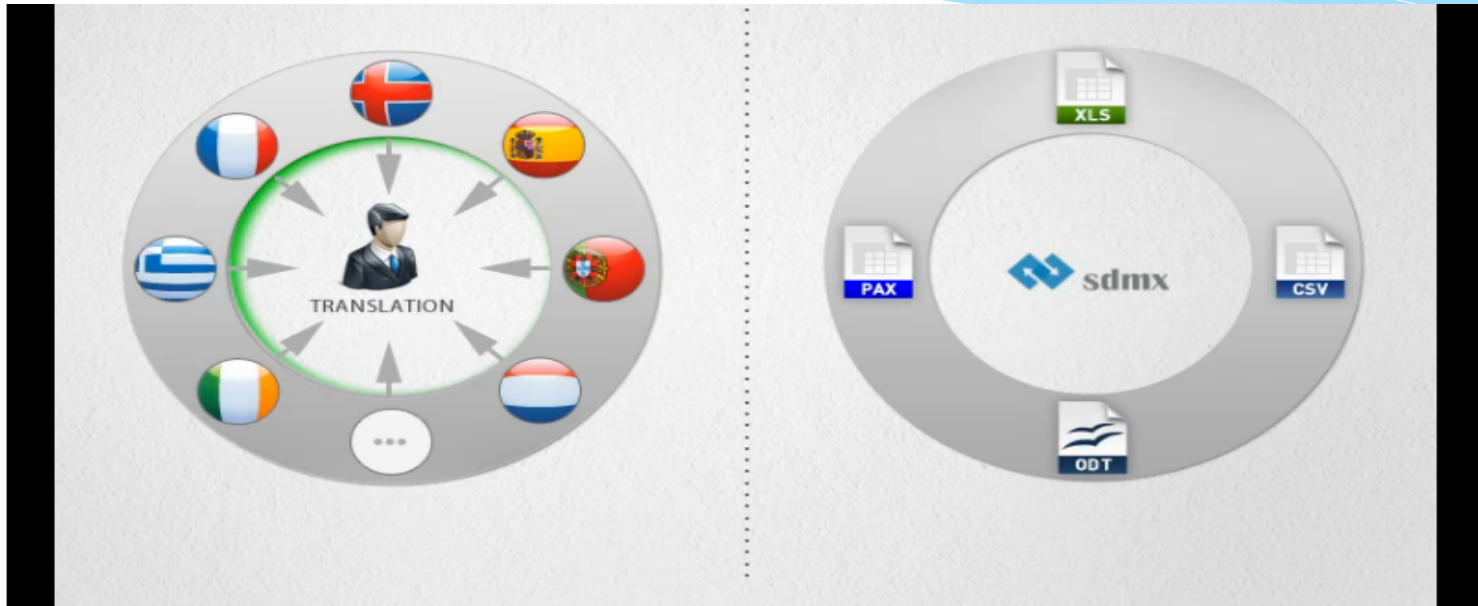 TRANSLATION
XLS
PAX
sdmx
CSV
ODT